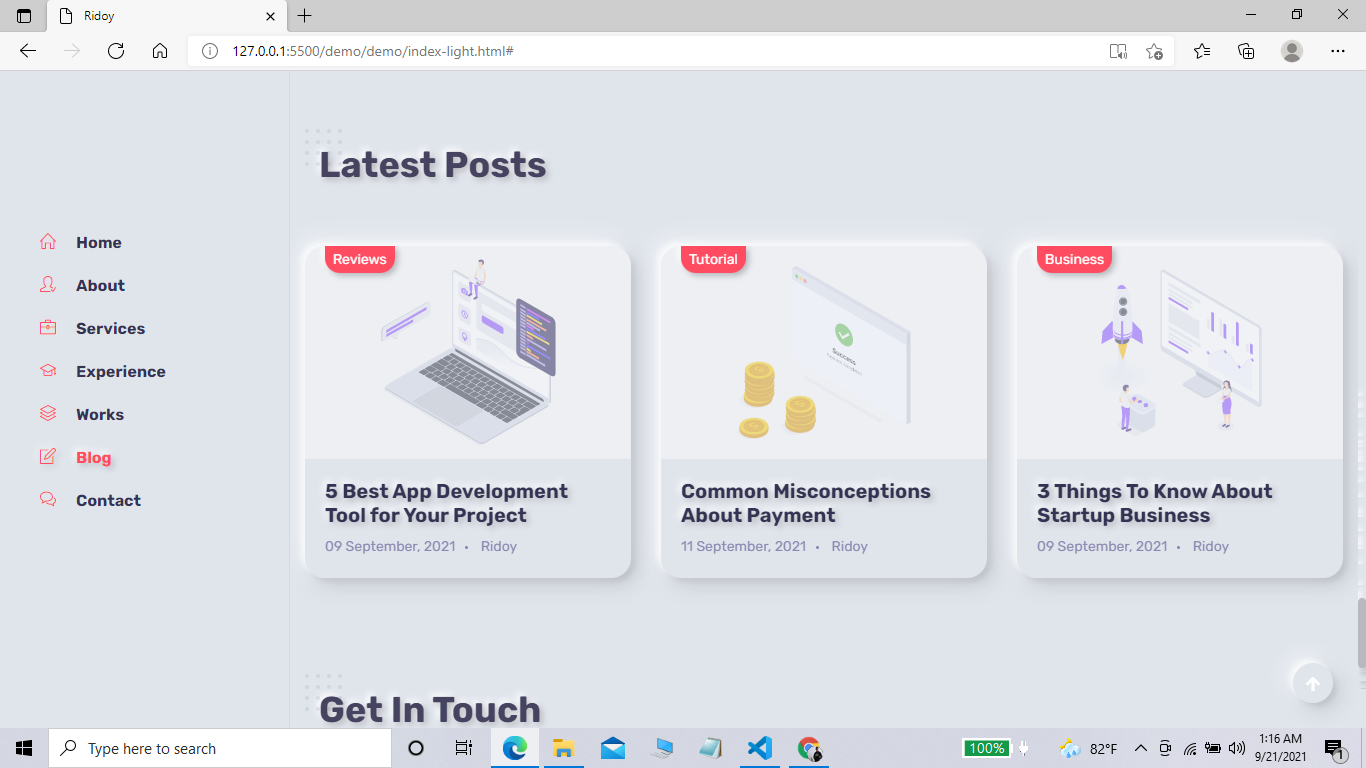 Ridoy
127.0.0.1:5500/demo/demo/index-light.html#
Home
About
Services
Experience
Works
Blog
Contact
Latest Posts
Reviews
5 Best App Development
Tool for Your Project
09 September, 2021 • Ridoy
Tutorial
Success
Common Misconceptions
About Payment
11 September, 2021 • Ridoy
Business
3 Things To Know About
Startup Business
09 September, 2021 • Ridoy
Get In Touch
Type here to search
100%
82°F
1:16 AM
9/21/2021
1